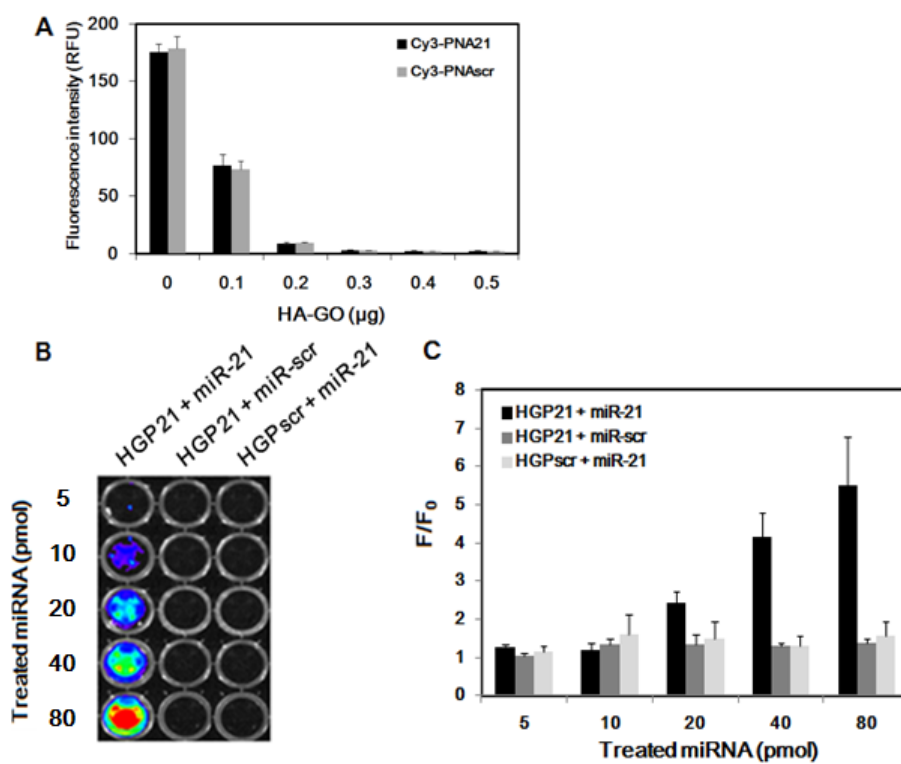 A
Fluorescence intensity (RFU)
200
150
100
50
0
Cy3-PNA21
Cy3-PNAscr
0 0.1 0.2 0.3 0.4 0.5
HA-GO (µg)
B
HGP21 + miR-21
HGP21 + miR-scr
HGPscr + miR-21
Treated miRNA (pmol)
5
10
20
40
80
C
F/F0
8
7
6
5
4
3
2
1
0
HGP21 + miR-21
HGP21 + miR-scr
HGPscr + miR-21
5 10 20 40 80
Treated miRNA (pmol)